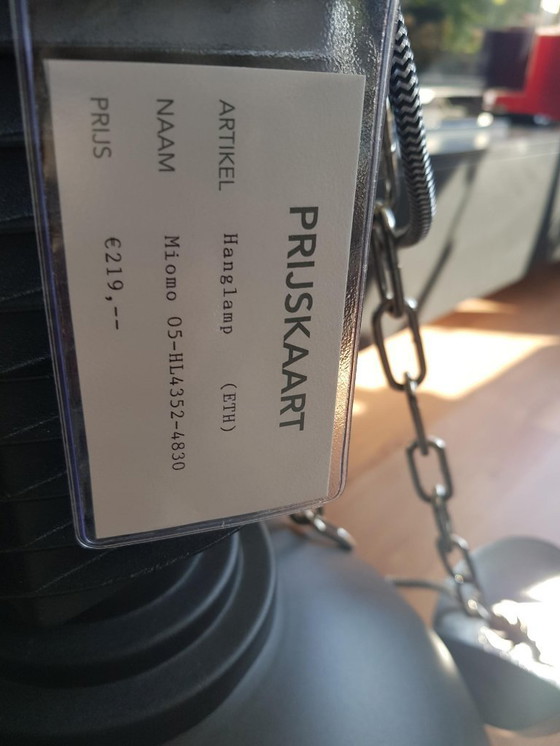 PRIJSKAART
ARTIKEL Hanglamp (ETH)
NAAM Miomo 05-HL4352-4830
PRIJS €219,--